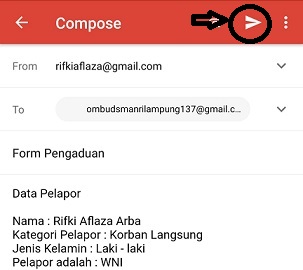 Compose
From rifkiaflaza@gmail.com
To ombudsmanrilampung137@gmail.c...
Form Pengaduan
Data Pelapor
Nama : Rifki Aflaza Arba
Kategori Pelapor : Korban Langsung
Jenis Kelamin : Laki - laki
Pelapor adalah : WNI